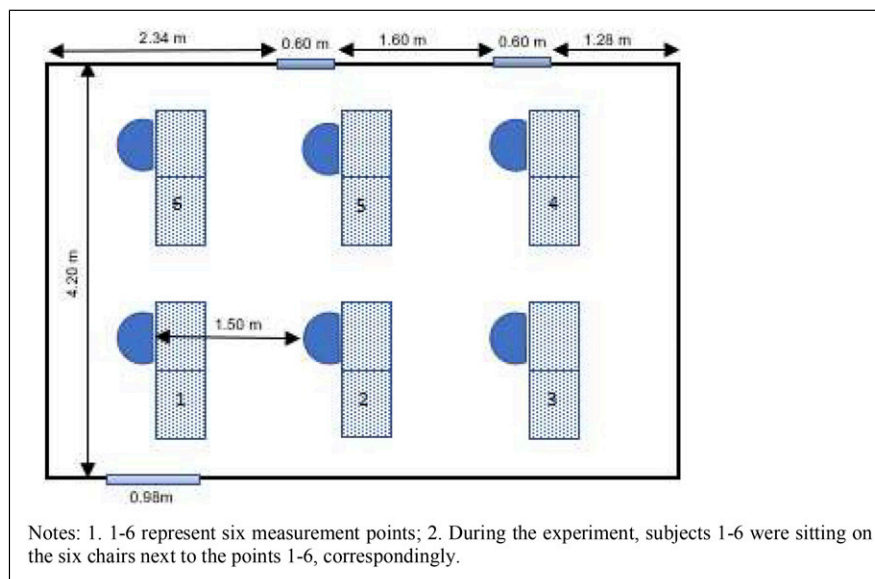 2.34 m 0.60 m 1.60 m 0.60 m 1.28 m
6 5 4
4.20 m
1.50 m
1 2 3
0.98m
Notes: 1. 1-6 represent six measurement points; 2. During the experiment, subjects 1-6 were sitting on
the six chairs next to the points 1-6, correspondingly.